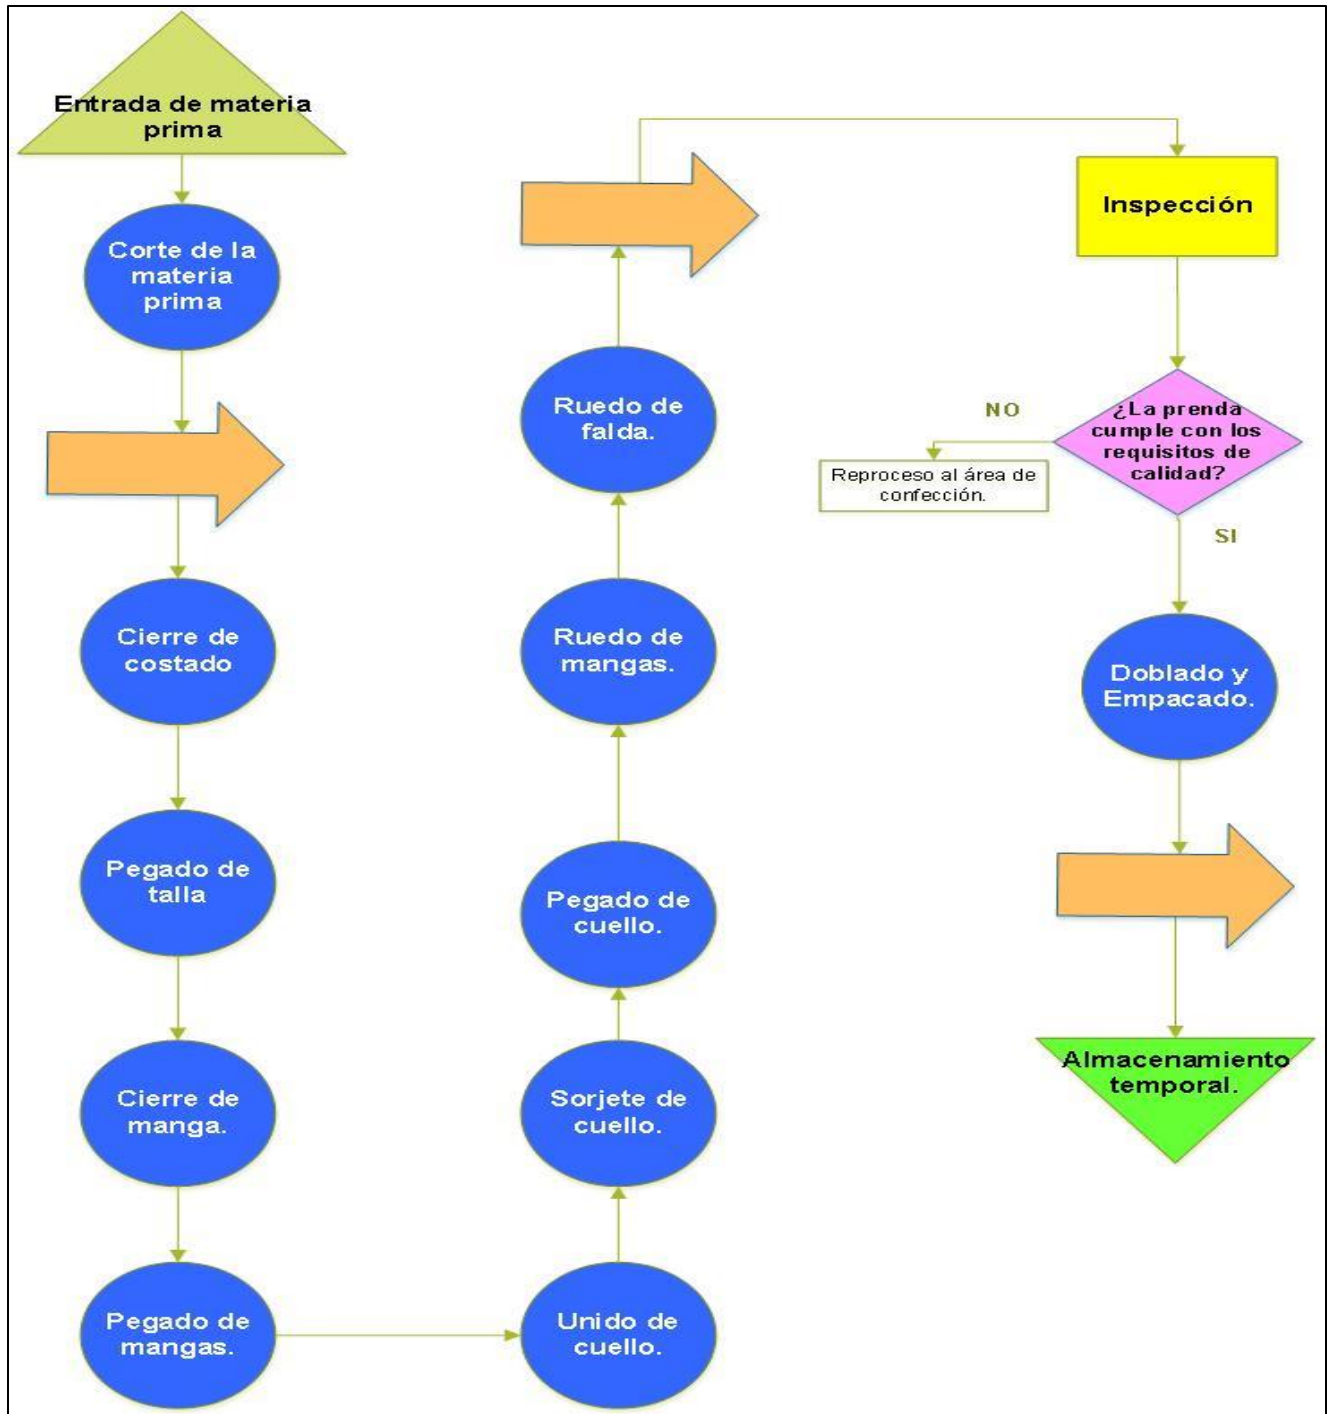 Entrada de materia
prima
Corte de la
materia
prima
Cierre de
costado
Pegado de
talla
Cierre de
manga.
Pegado de
mangas.
Unido de
cuello.
Sorjete de
cuello.
Pegado de
cuello.
Ruedo de
mangas.
Ruedo de
falda.
Inspección
¿La prenda
cumple con los
requisitos de
calidad?
NO
Reproceso al área de
confección.
SI
Doblado y
Empacado.
Almacenamiento
temporal.